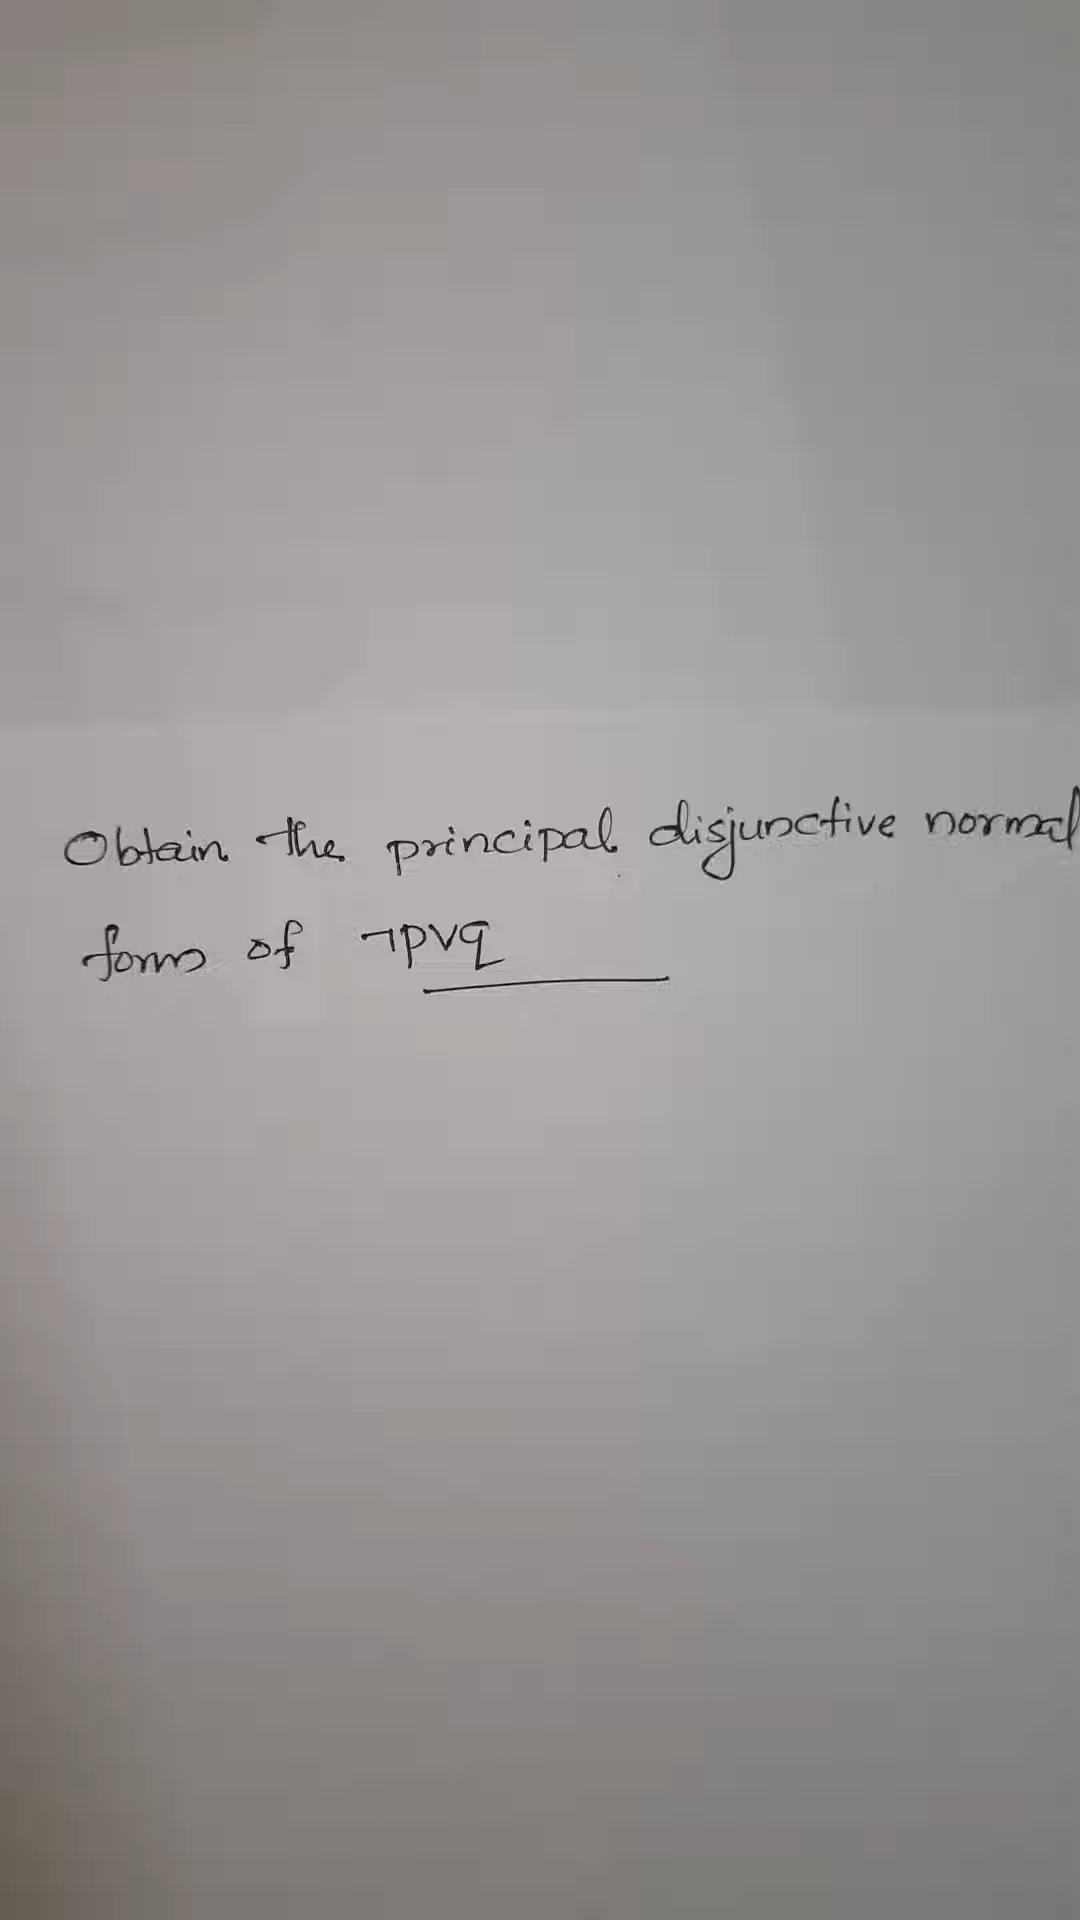 Obtain the principal disjunctive normal
form of ¬p∨q